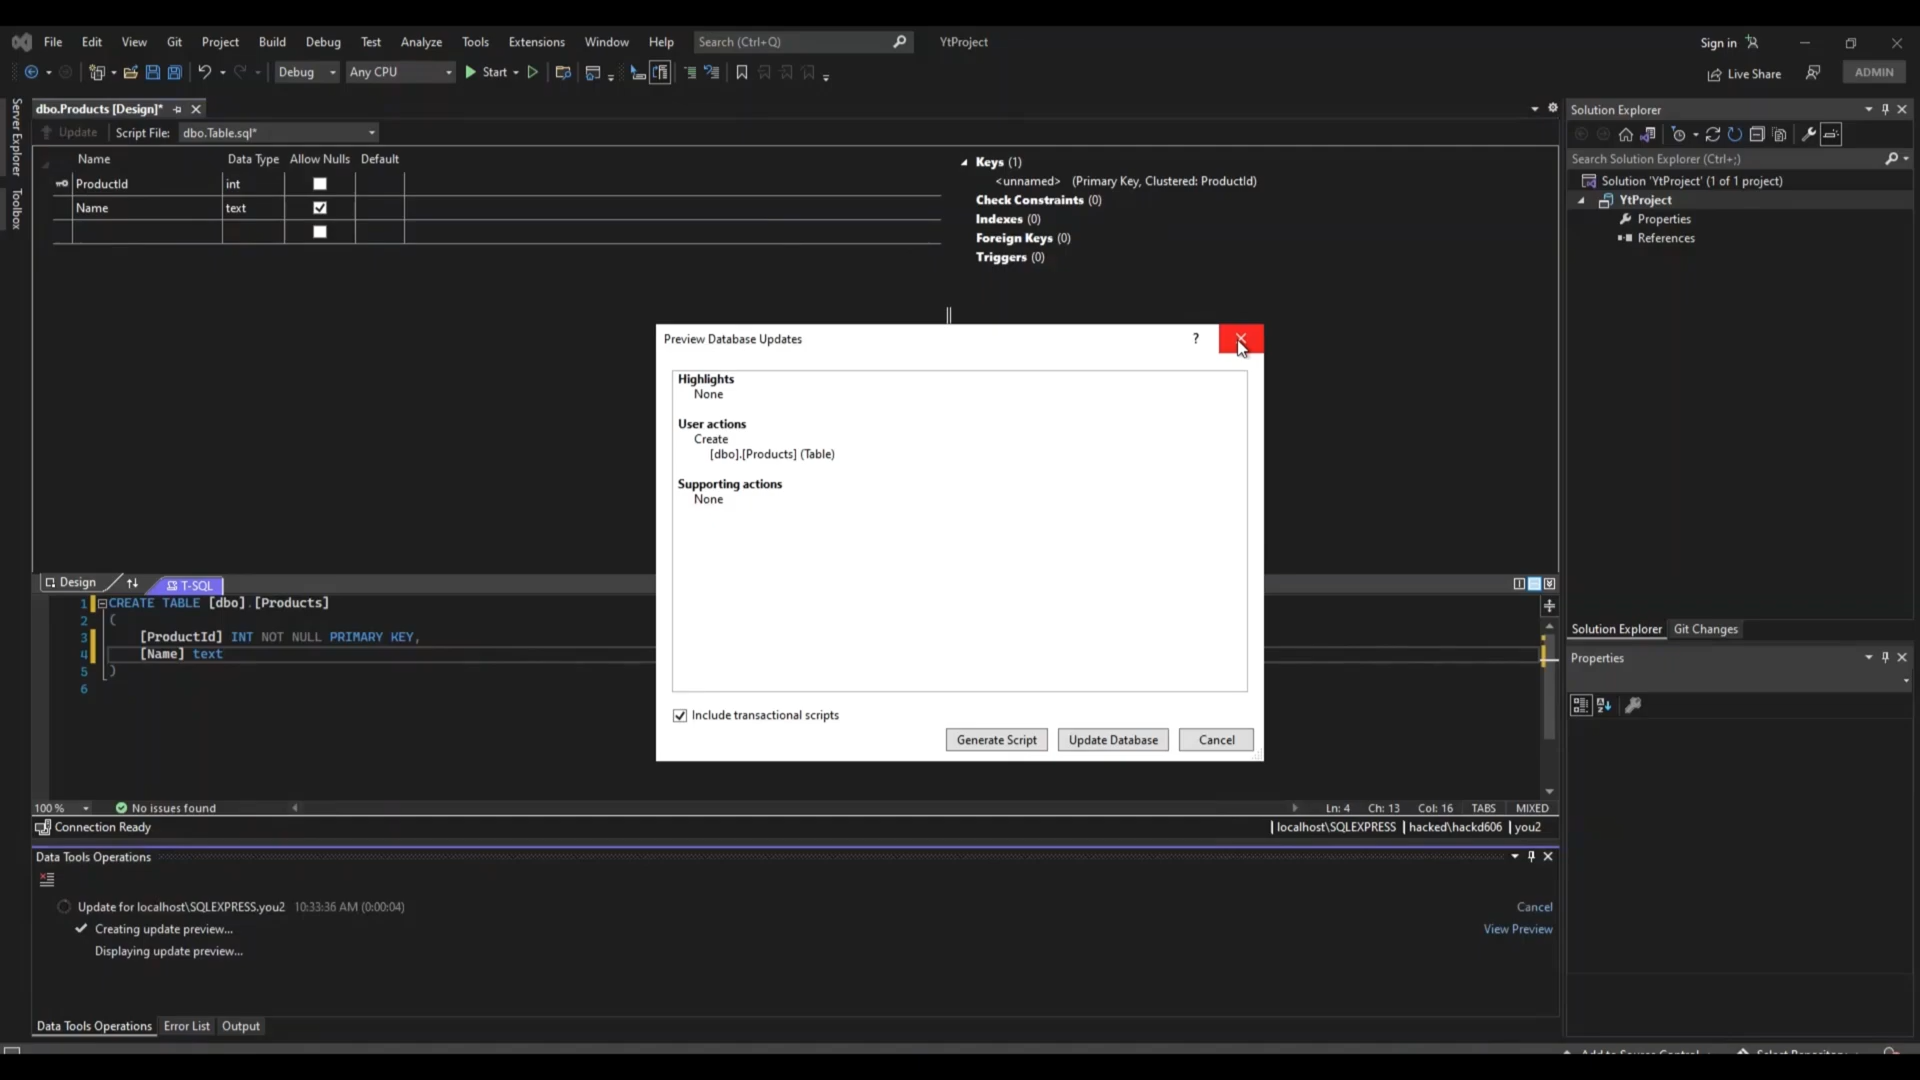 File Edit View Git Project Build Debug Test Analyze Tools Extensions Window Help Search (Ctrl+Q) YtProject Sign in
Debug Any CPU Start Live Share ADMIN
Server Explorer
Toolbox
dbo.Products [Design]*
Update Script File: dbo.Table.sql*
Name Data Type Allow Nulls Default
ProductId int
Name text
Keys (1)
<unnamed> (Primary Key, Clustered: ProductId)
Check Constraints (0)
Indexes (0)
Foreign Keys (0)
Triggers (0)
Preview Database Updates ?
Highlights
None
User actions
Create
[dbo].[Products] (Table)
Supporting actions
None
Include transactional scripts
Generate Script Update Database Cancel
Design T-SQL
1 CREATE TABLE [dbo].[Products]
2 (
3 [ProductId] INT NOT NULL PRIMARY KEY,
4 [Name] text
5 )
6
100 % No issues found Ln: 4 Ch: 13 Col: 16 TABS MIXED
Connection Ready localhost\SQLEXPRESS hacked\hackd606 you2
Data Tools Operations
Update for localhost\SQLEXPRESS.you2 10:33:36 AM (0:00:04) Cancel
Creating update preview... View Preview
Displaying update preview...
Data Tools Operations Error List Output
Solution Explorer
Search Solution Explorer (Ctrl+;)
Solution 'YtProject' (1 of 1 project)
YtProject
Properties
References
Solution Explorer Git Changes
Properties
Add to Source Control Select Repository